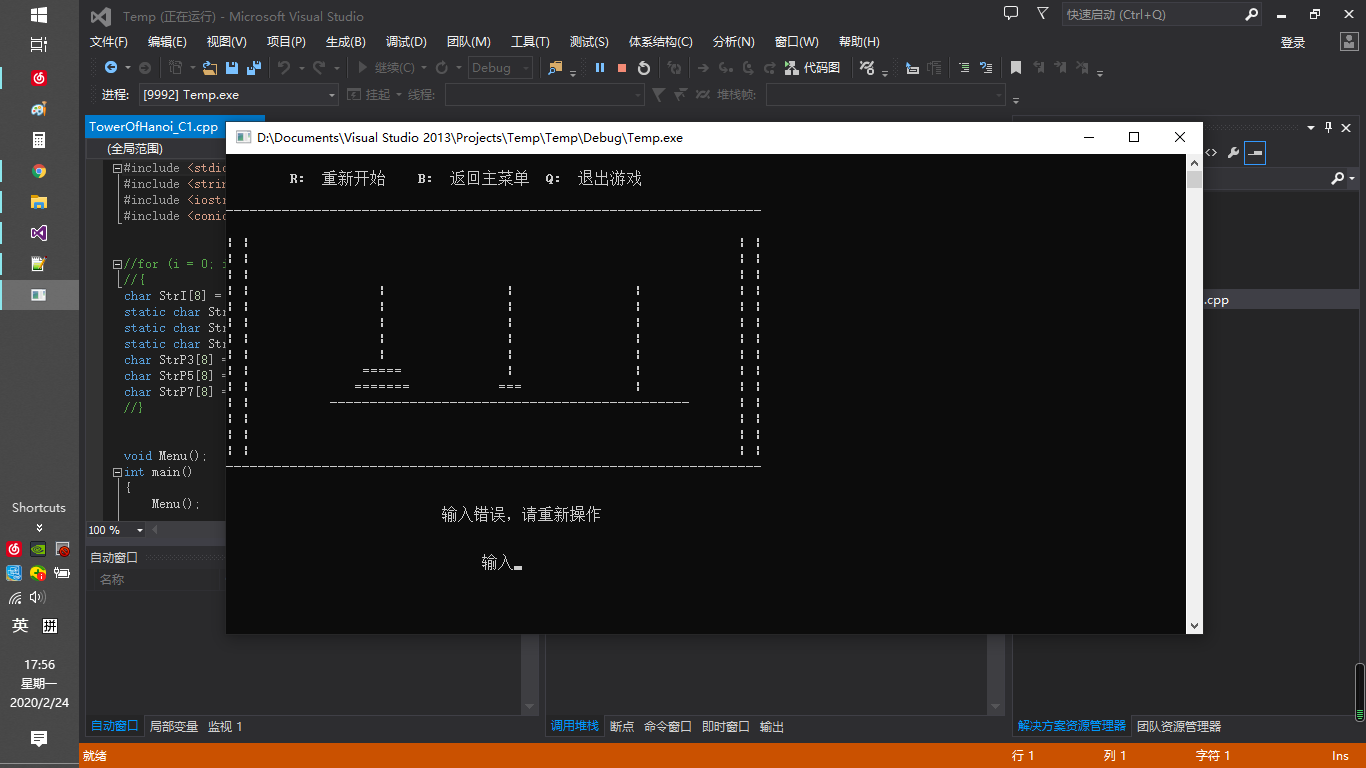 Temp (正在运行) - Microsoft Visual Studio
快速启动 (Ctrl+Q)
文件(F) 编辑(E) 视图(V) 项目(P) 生成(B) 调试(D) 团队(M) 工具(T) 测试(S) 体系结构(C) 分析(N) 窗口(W) 帮助(H)
登录
继续(C) Debug 代码图
进程: [9992] Temp.exe 挂起 线程: 堆栈帧:
TowerOfHanoi_C1.cpp
D:\Documents\Visual Studio 2013\Projects\Temp\Temp\Debug\Temp.exe
(全局范围)
#include <stdio
#include <strin
#include <iostr
#include <conio
//for (i = 0; i
//{
char StrI[8] =
static char Str
static char Str
static char Str
char StrP3[8] =
char StrP5[8] =
char StrP7[8] =
//}
void Menu();
int main()
{
Menu();
100 %
R: 重新开始 B: 返回主菜单 Q: 退出游戏
=====
======= ===
输入错误，请重新操作
输入_
.cpp
自动窗口
名称
自动窗口 局部变量 监视 1
调用堆栈 断点 命令窗口 即时窗口 输出
解决方案资源管理器 团队资源管理器
就绪 行 1 列 1 字符 1 Ins
Shortcuts
英 拼
17:56
星期一
2020/2/24